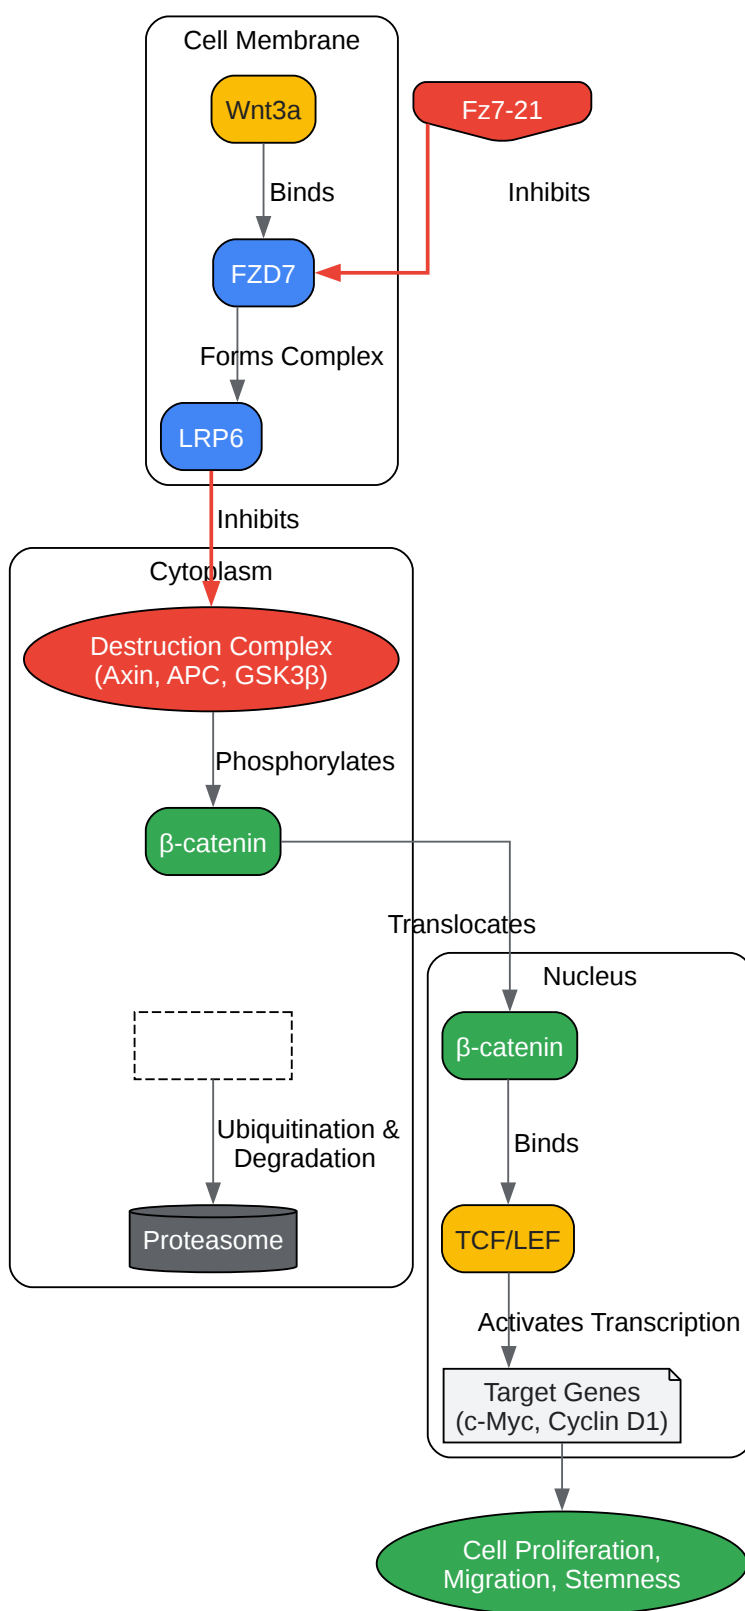 Cell Membrane
Wnt3a
Fz7-21
Binds
Inhibits
FZD7
Forms Complex
LRP6
Inhibits
Cytoplasm
Destruction Complex
(Axin, APC, GSK3β)
Phosphorylates
β-catenin
Translocates
Nucleus
β-catenin
Ubiquitination &
Degradation
Binds
Proteasome
TCF/LEF
Activates Transcription
Target Genes
(c-Myc, Cyclin D1)
Cell Proliferation,
Migration, Stemness